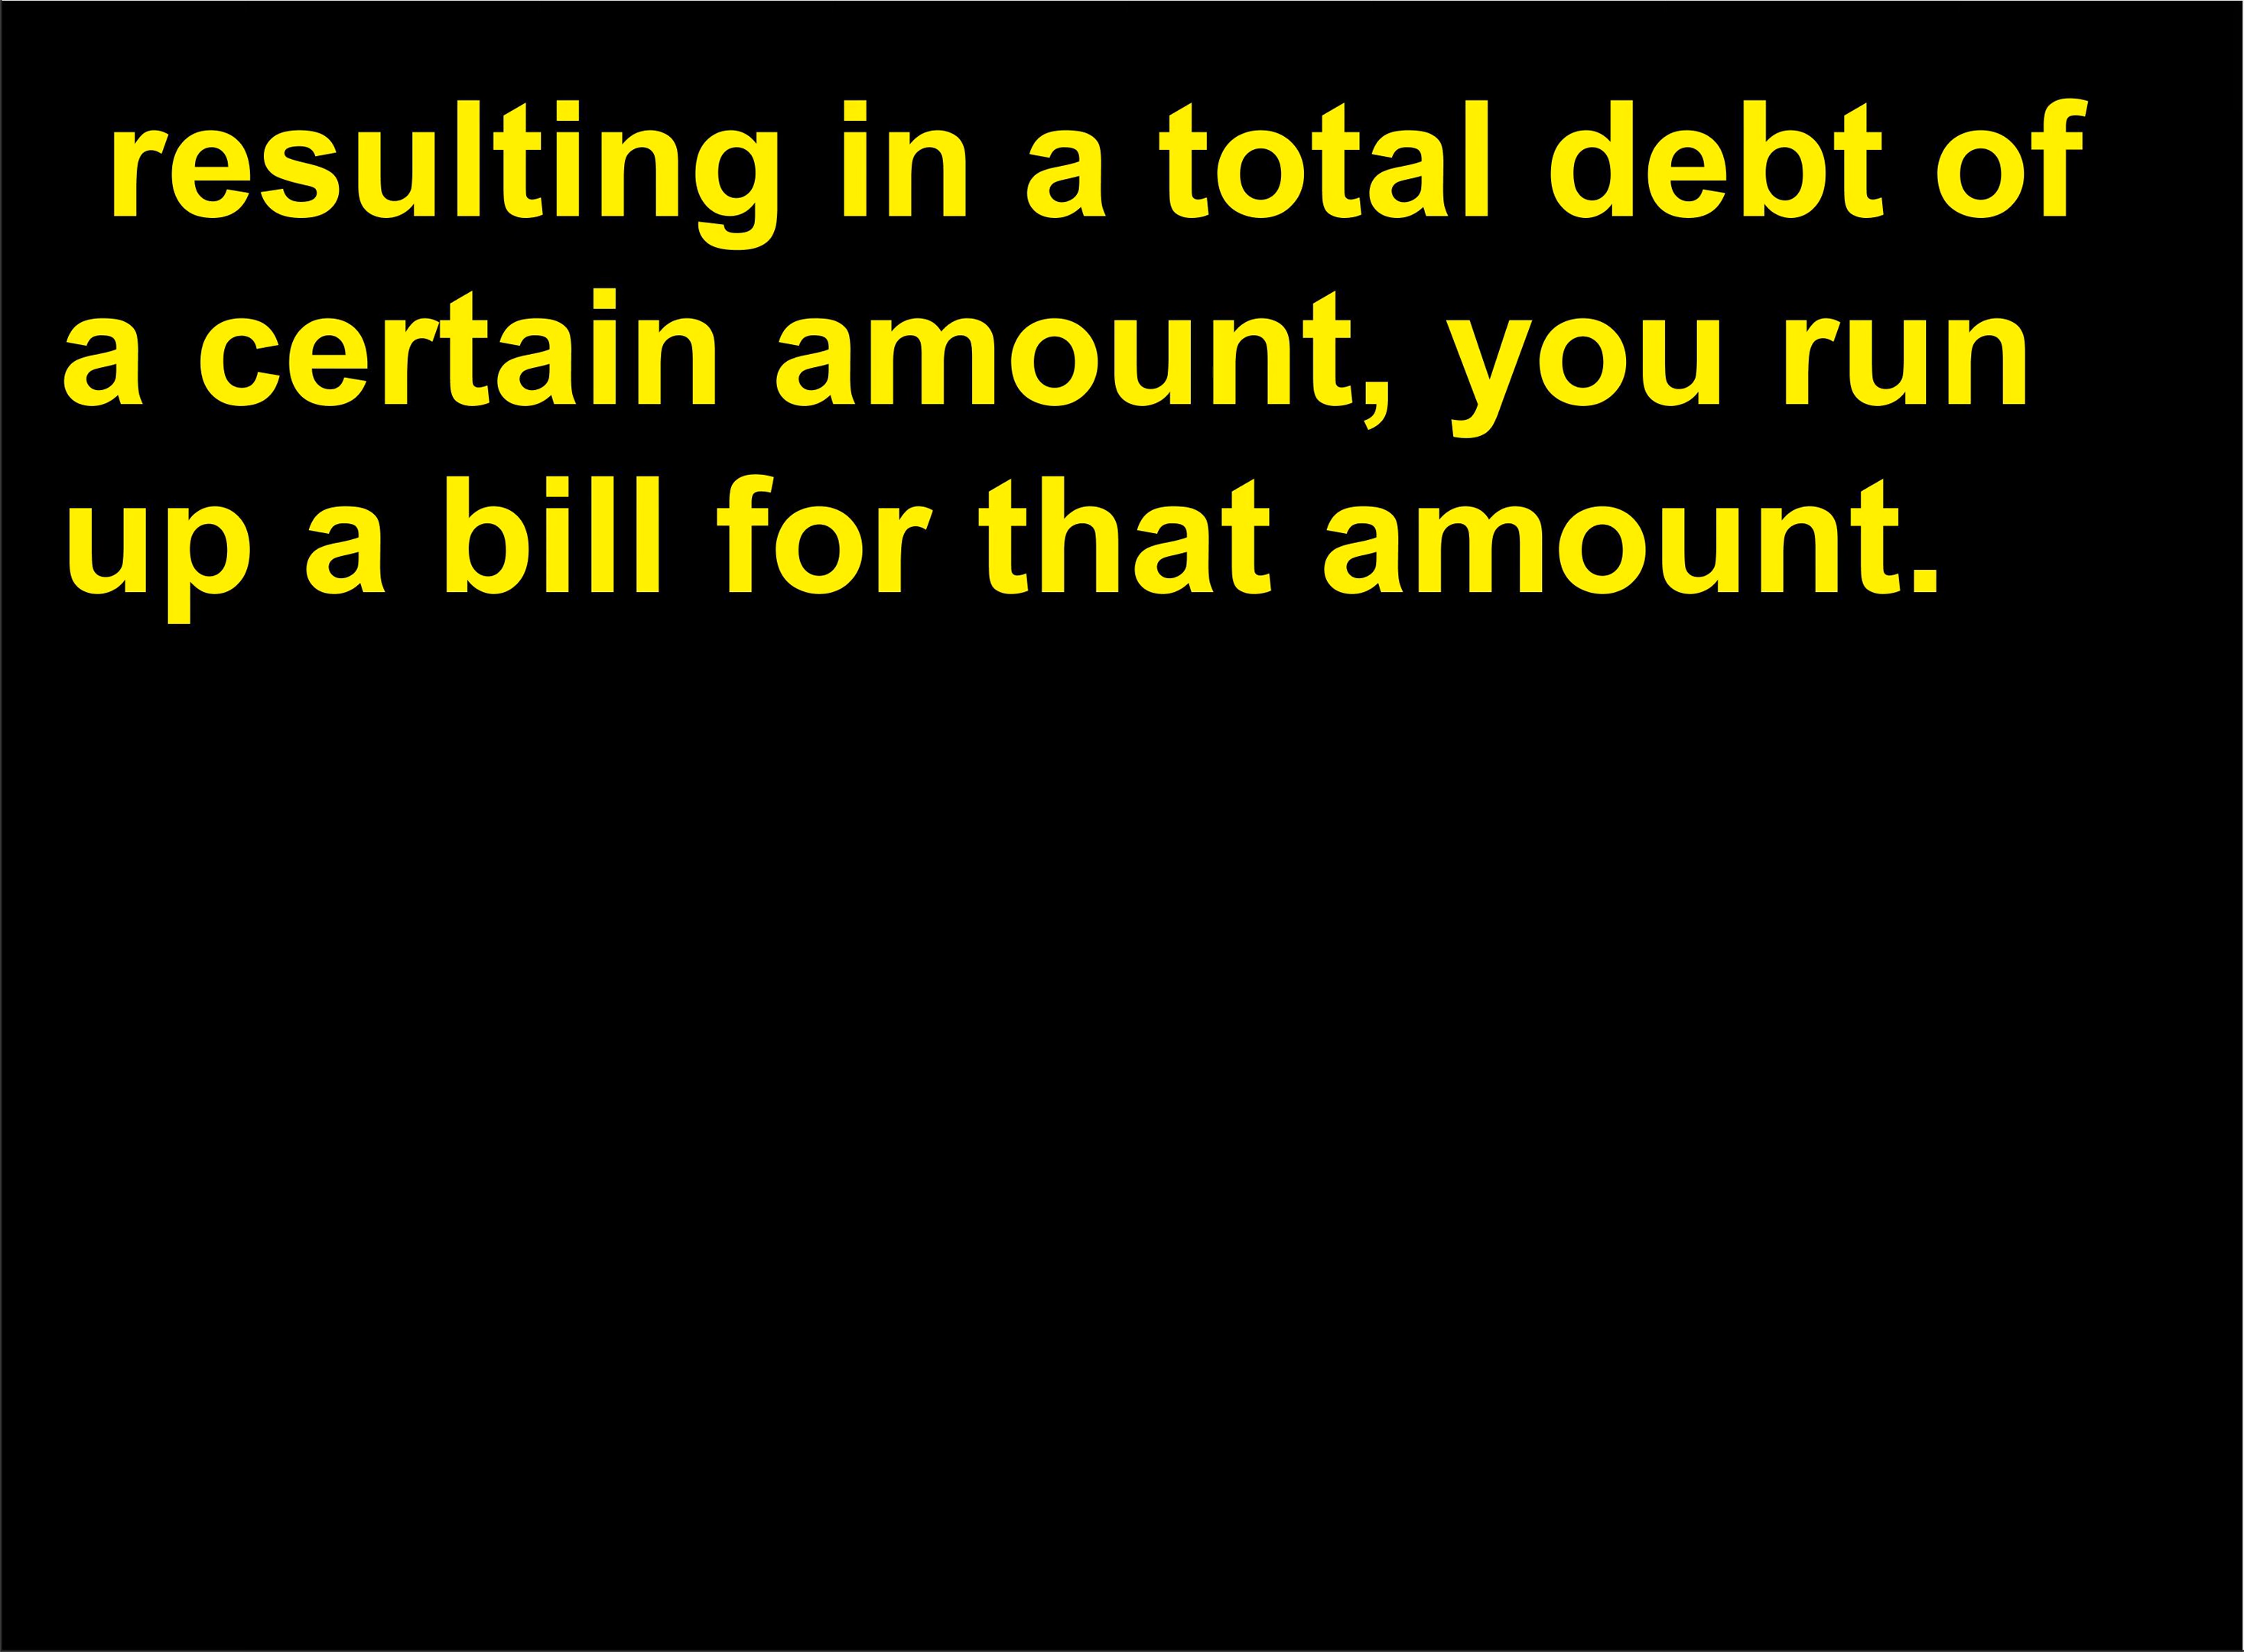 resulting in a total debt of
a certain amount, you run
up a bill for that amount.